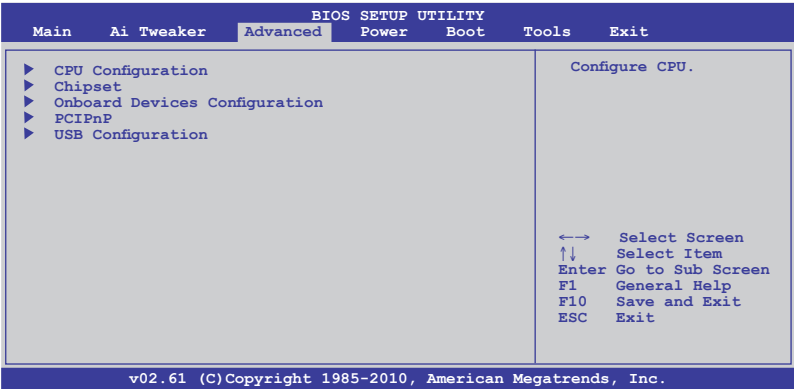 BIOS SETUP UTILITY
Main Ai Tweaker Advanced Power Boot Tools Exit
CPU Configuration
Chipset
Onboard Devices Configuration
PCIPnP
USB Configuration
Configure CPU.
←→ Select Screen
↑↓ Select Item
Enter Go to Sub Screen
F1 General Help
F10 Save and Exit
ESC Exit
v02.61 (C)Copyright 1985-2010, American Megatrends, Inc.